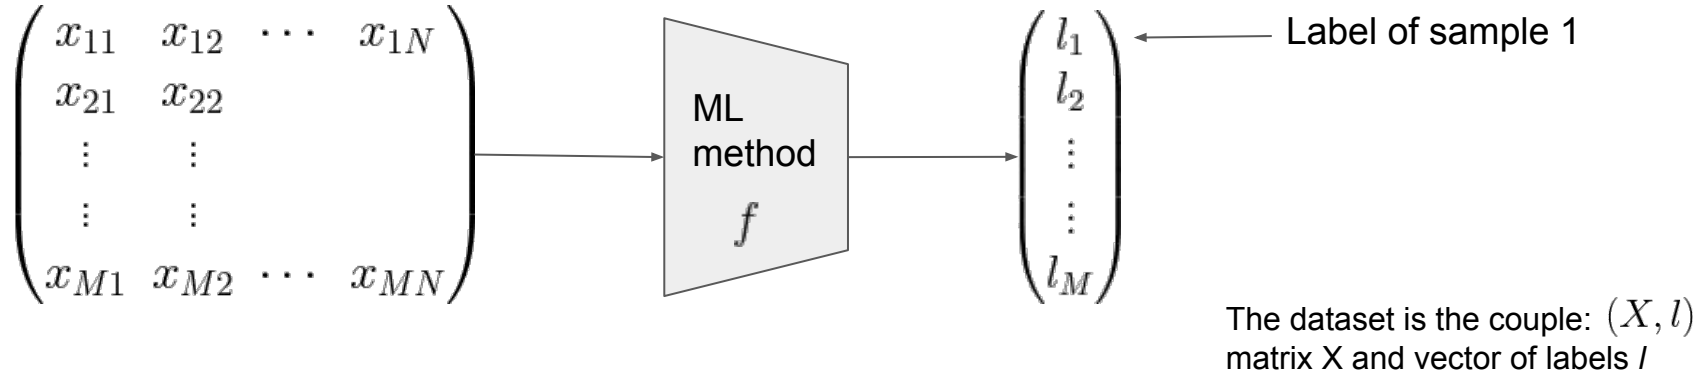 x₁₁ x₁₂ ⋯ x₁N
x₂₁ x₂₂
⋮ ⋮
⋮ ⋮
xM1 xM2 ⋯ xMN
ML
method
f
l₁
l₂
⋮
⋮
lM
Label of sample 1
The dataset is the couple: (X, l)
matrix X and vector of labels l